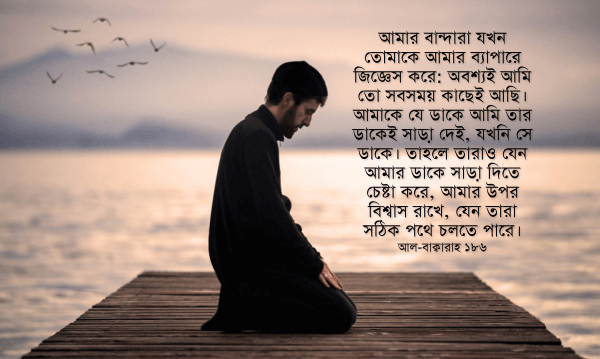 আমার বান্দারা যখন
তোমাকে আমার ব্যাপারে
জিজ্ঞেস করে: অবশ্যই আমি
তো সবসময় কাছেই আছি।
আমাকে যে ডাকে আমি তার
ডাকেই সাড়া দেই, যখনি সে
ডাকে। তাহলে তারাও যেন
আমার ডাকে সাড়া দিতে
চেষ্টা করে, আমার উপর
বিশ্বাস রাখে, যেন তারা
সঠিক পথে চলতে পারে।
আল-বাক্বারাহ ১৮৬